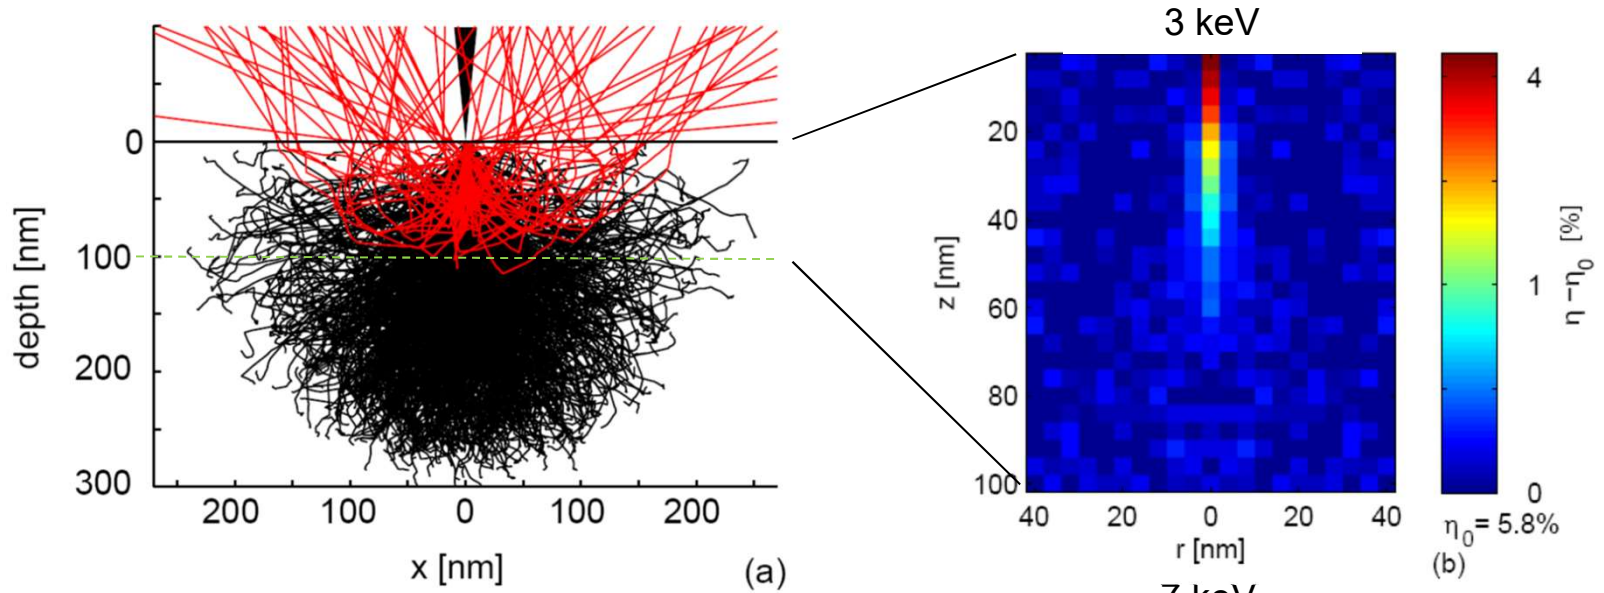 0
100
200
300
depth [nm]
200 100 0 100 200
x [nm]
(a)
3 keV
20
40
60
80
100
z [nm]
40 20 0 20 40
r [nm]
4
1
0
η −η0 [%]
η0= 5.8%
(b)